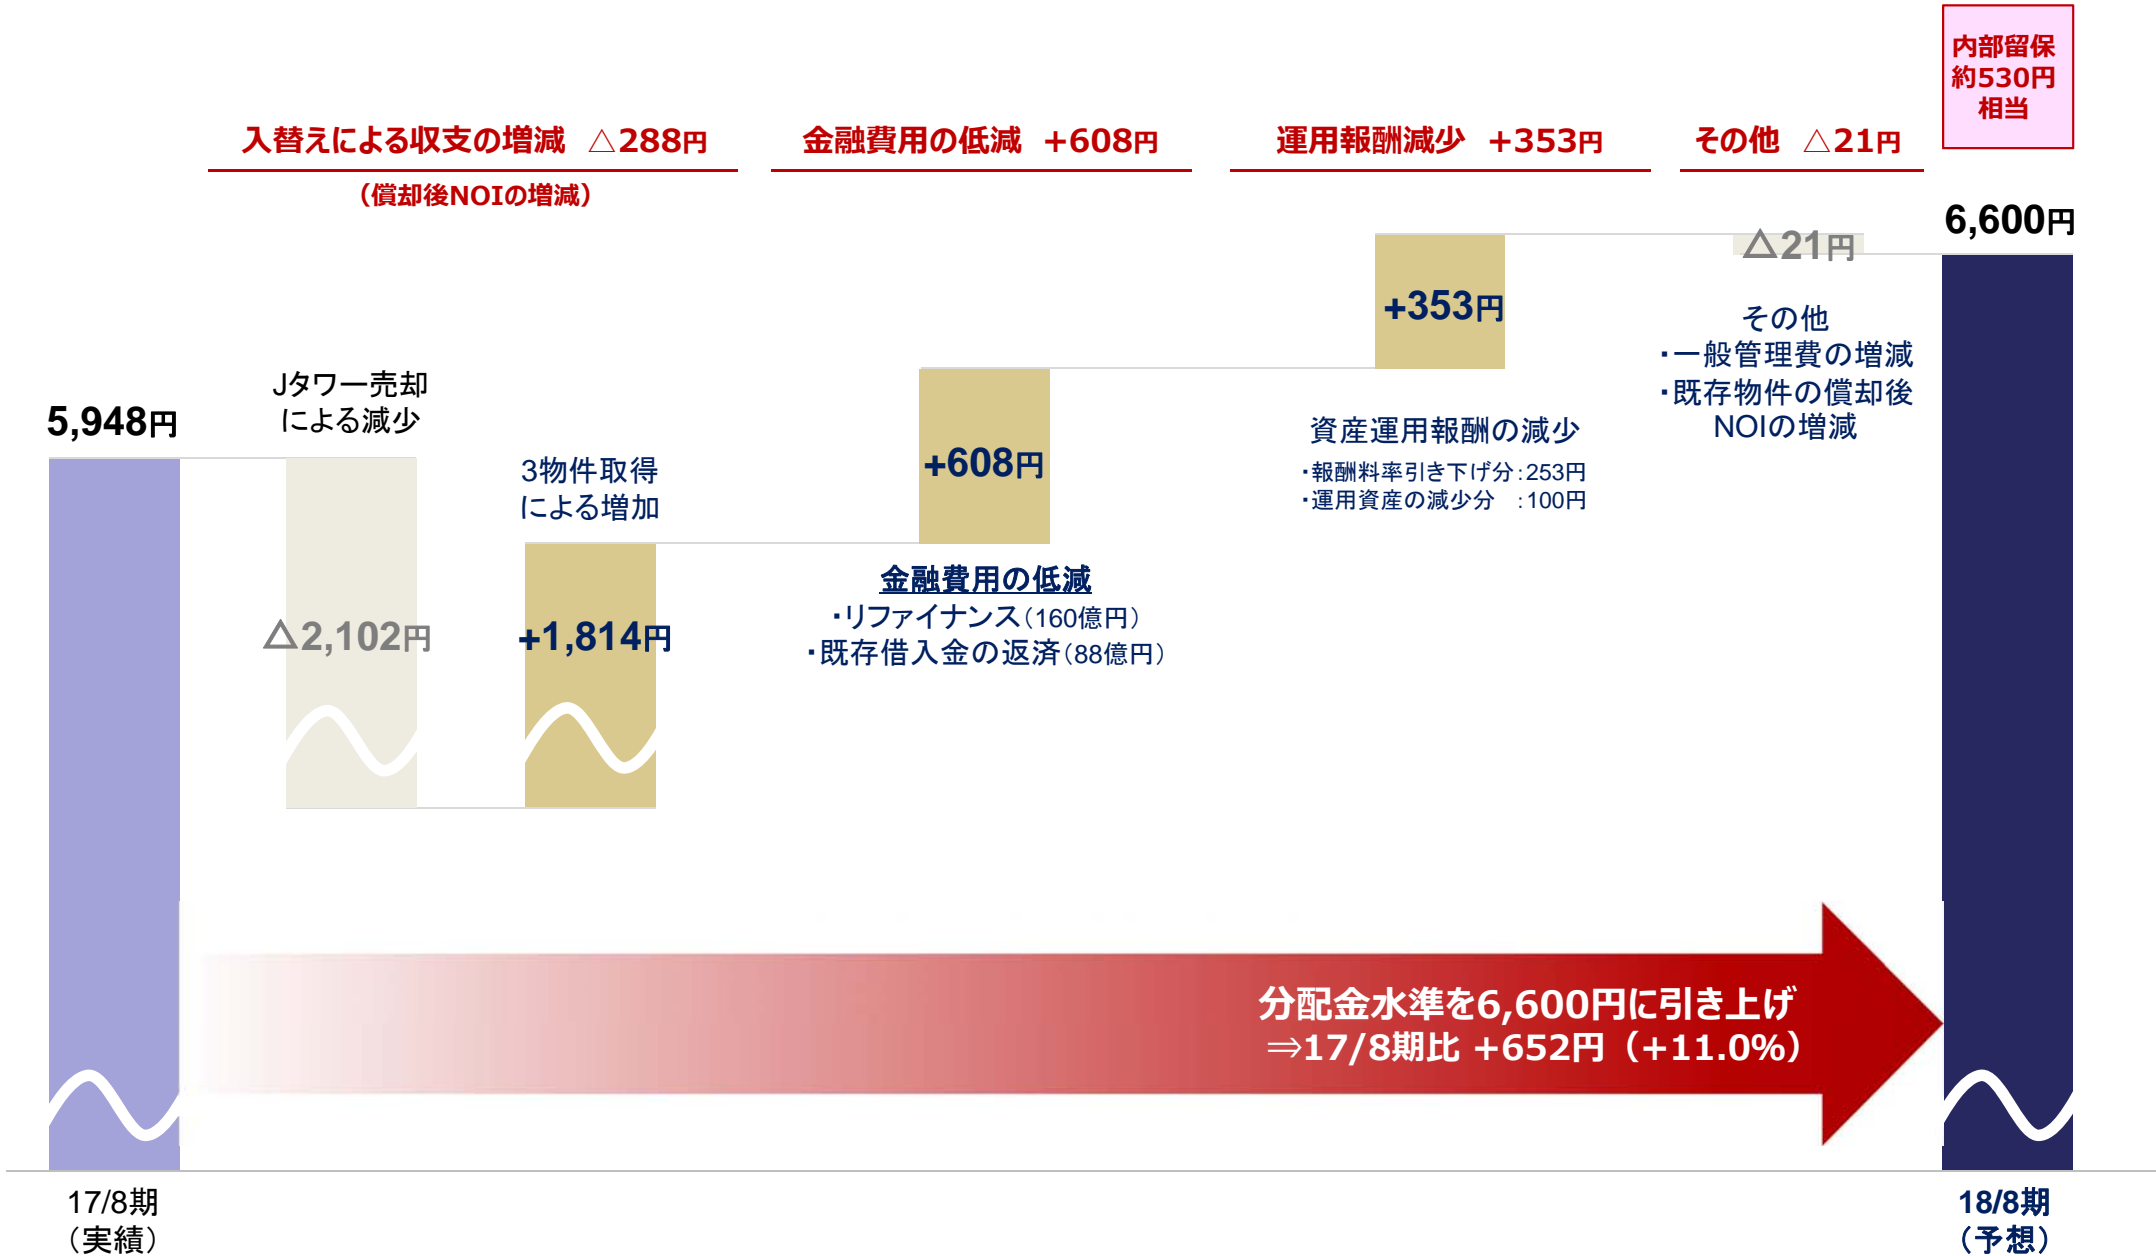 内部留保
約530円
相当
入替えによる収支の増減 △288円
(償却後NOIの増減)
金融費用の低減 +608円
運用報酬減少 +353円
その他 △21円
5,948円
Jタワー売却
による減少
△2,102円
3物件取得
による増加
+1,814円
+608円
金融費用の低減
・リファイナンス(160億円)
・既存借入金の返済(88億円)
+353円
資産運用報酬の減少
・報酬料率引き下げ分:253円
・運用資産の減少分 :100円
△21円
その他
・一般管理費の増減
・既存物件の償却後
NOIの増減
6,600円
分配金水準を6,600円に引き上げ
⇒17/8期比 +652円(+11.0%)
17/8期
(実績)
18/8期
(予想)